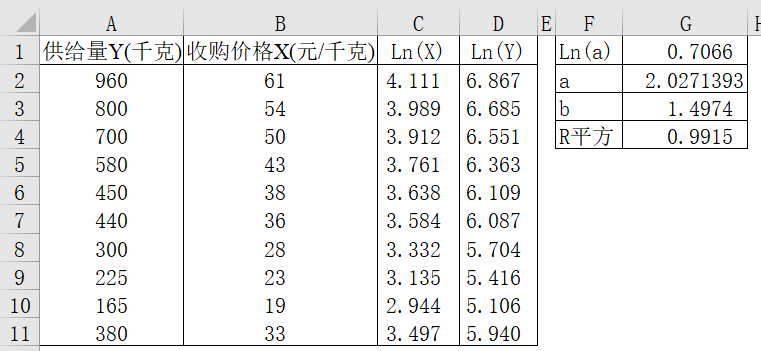 A B C D E F G
1 供给量Y(千克) 收购价格X(元/千克) Ln(X) Ln(Y) Ln(a) 0.7066
2 960 61 4.111 6.867 a 2.0271393
3 800 54 3.989 6.685 b 1.4974
4 700 50 3.912 6.551 R平方 0.9915
5 580 43 3.761 6.363
6 450 38 3.638 6.109
7 440 36 3.584 6.087
8 300 28 3.332 5.704
9 225 23 3.135 5.416
10 165 19 2.944 5.106
11 380 33 3.497 5.940